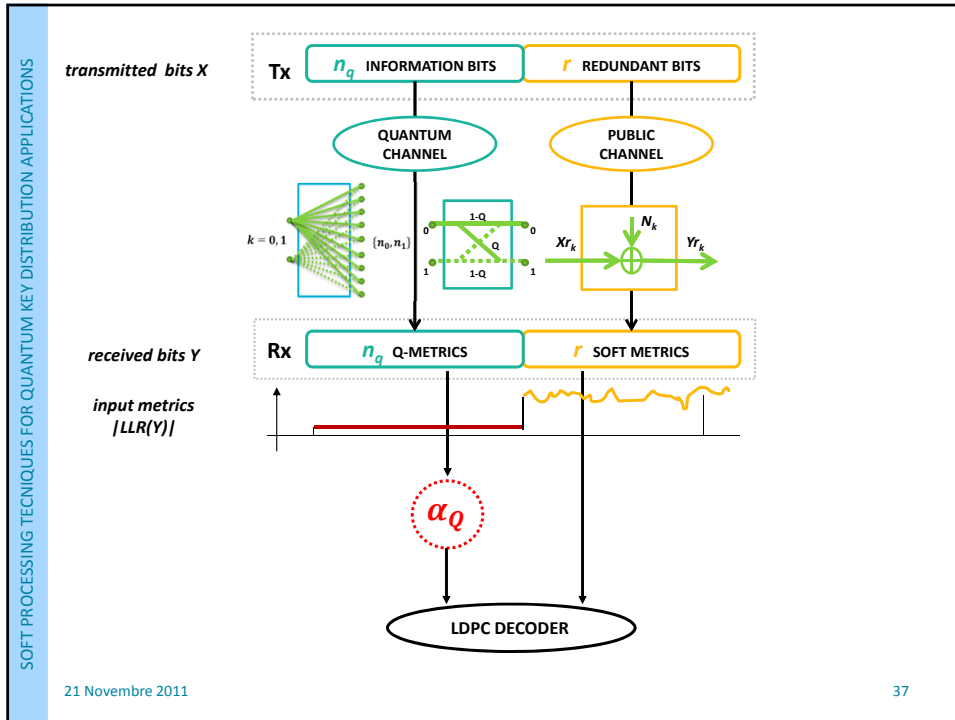 SOFT PROCESSING TECNIQUES FOR QUANTUM KEY DISTRIBUTION APPLICATIONS
transmitted bits X
Tx
n_q INFORMATION BITS
r REDUNDANT BITS
QUANTUM
CHANNEL
PUBLIC
CHANNEL
k = 0, 1
{n_0, n_1}
1-Q
0
0
Q
1
1
1-Q
N_k
Xr_k
Yr_k
received bits Y
Rx
n_q Q-METRICS
r SOFT METRICS
input metrics
|LLR(Y)|
α_Q
LDPC DECODER
21 Novembre 2011
37